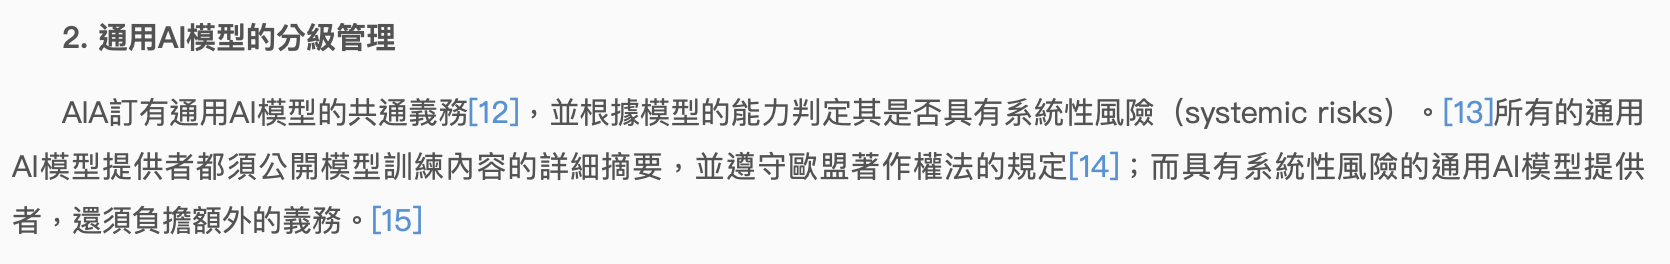 2. 通用AI模型的分級管理
AIA訂有通用AI模型的共通義務[12]，並根據模型的能力判定其是否具有系統性風險（systemic risks）。[13]所有的通用
AI模型提供者都須公開模型訓練內容的詳細摘要，並遵守歐盟著作權法的規定[14]；而具有系統性風險的通用AI模型提供
者，還須負擔額外的義務。[15]